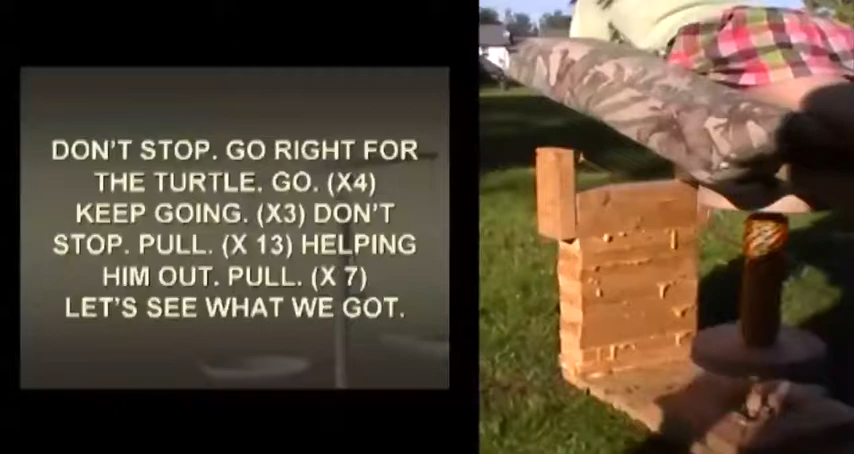 DON'T STOP. GO RIGHT FOR
THE TURTLE. GO. (X4)
KEEP GOING. (X3) DON'T
STOP. PULL. (X 13) HELPING
HIM OUT. PULL. (X 7)
LET'S SEE WHAT WE GOT.